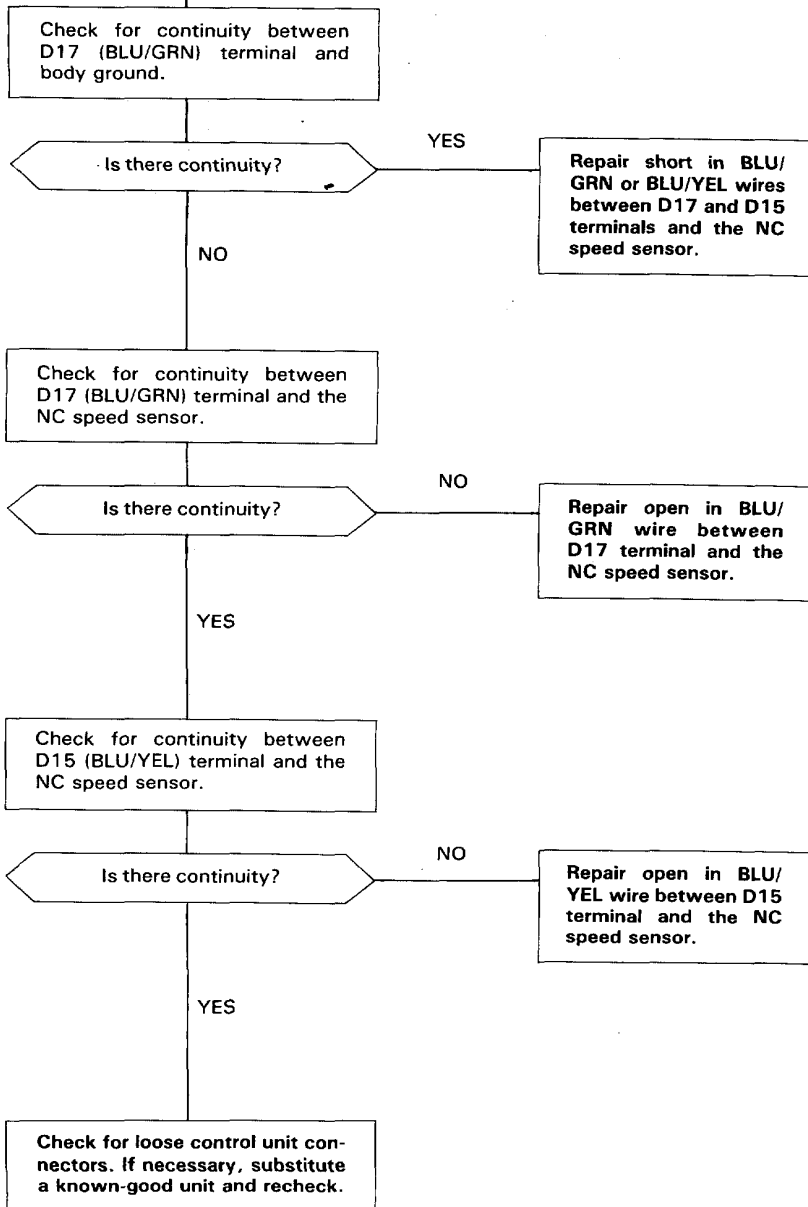 Check for continuity between
D17 (BLU/GRN) terminal and
body ground.
Is there continuity?
YES
Repair short in BLU/
GRN or BLU/YEL wires
between D17 and D15
terminals and the NC
speed sensor.
NO
Check for continuity between
D17 (BLU/GRN) terminal and the
NC speed sensor.
Is there continuity?
NO
Repair open in BLU/
GRN wire between
D17 terminal and the
NC speed sensor.
YES
Check for continuity between
D15 (BLU/YEL) terminal and the
NC speed sensor.
Is there continuity?
NO
Repair open in BLU/
YEL wire between D15
terminal and the NC
speed sensor.
YES
Check for loose control unit con-
nectors. If necessary, substitute
a known-good unit and recheck.